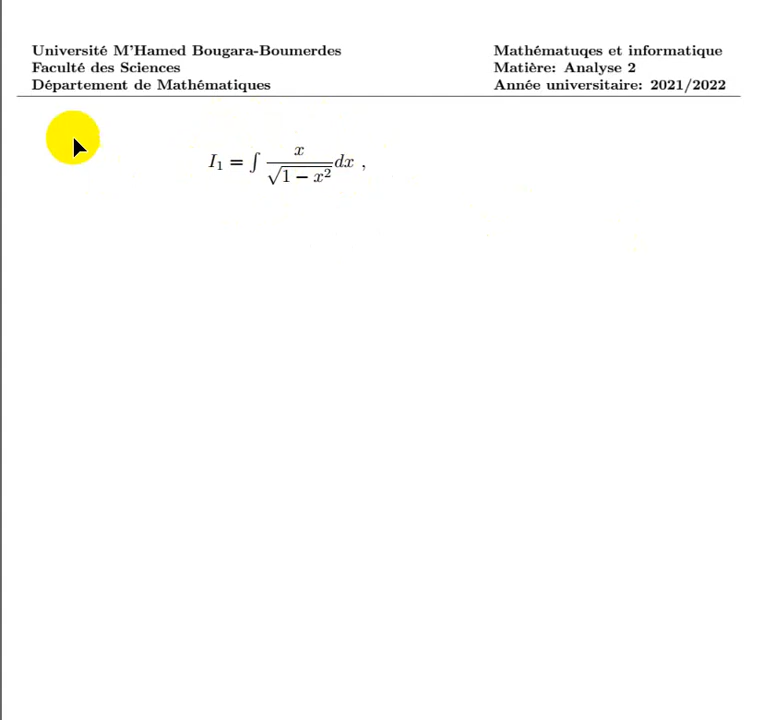 Université M'Hamed Bougara-Boumerdes
Faculté des Sciences
Département de Mathématiques
Mathématuqes et informatique
Matière: Analyse 2
Année universitaire: 2021/2022
I₁ = ∫ x/√(1 − x²) dx ,